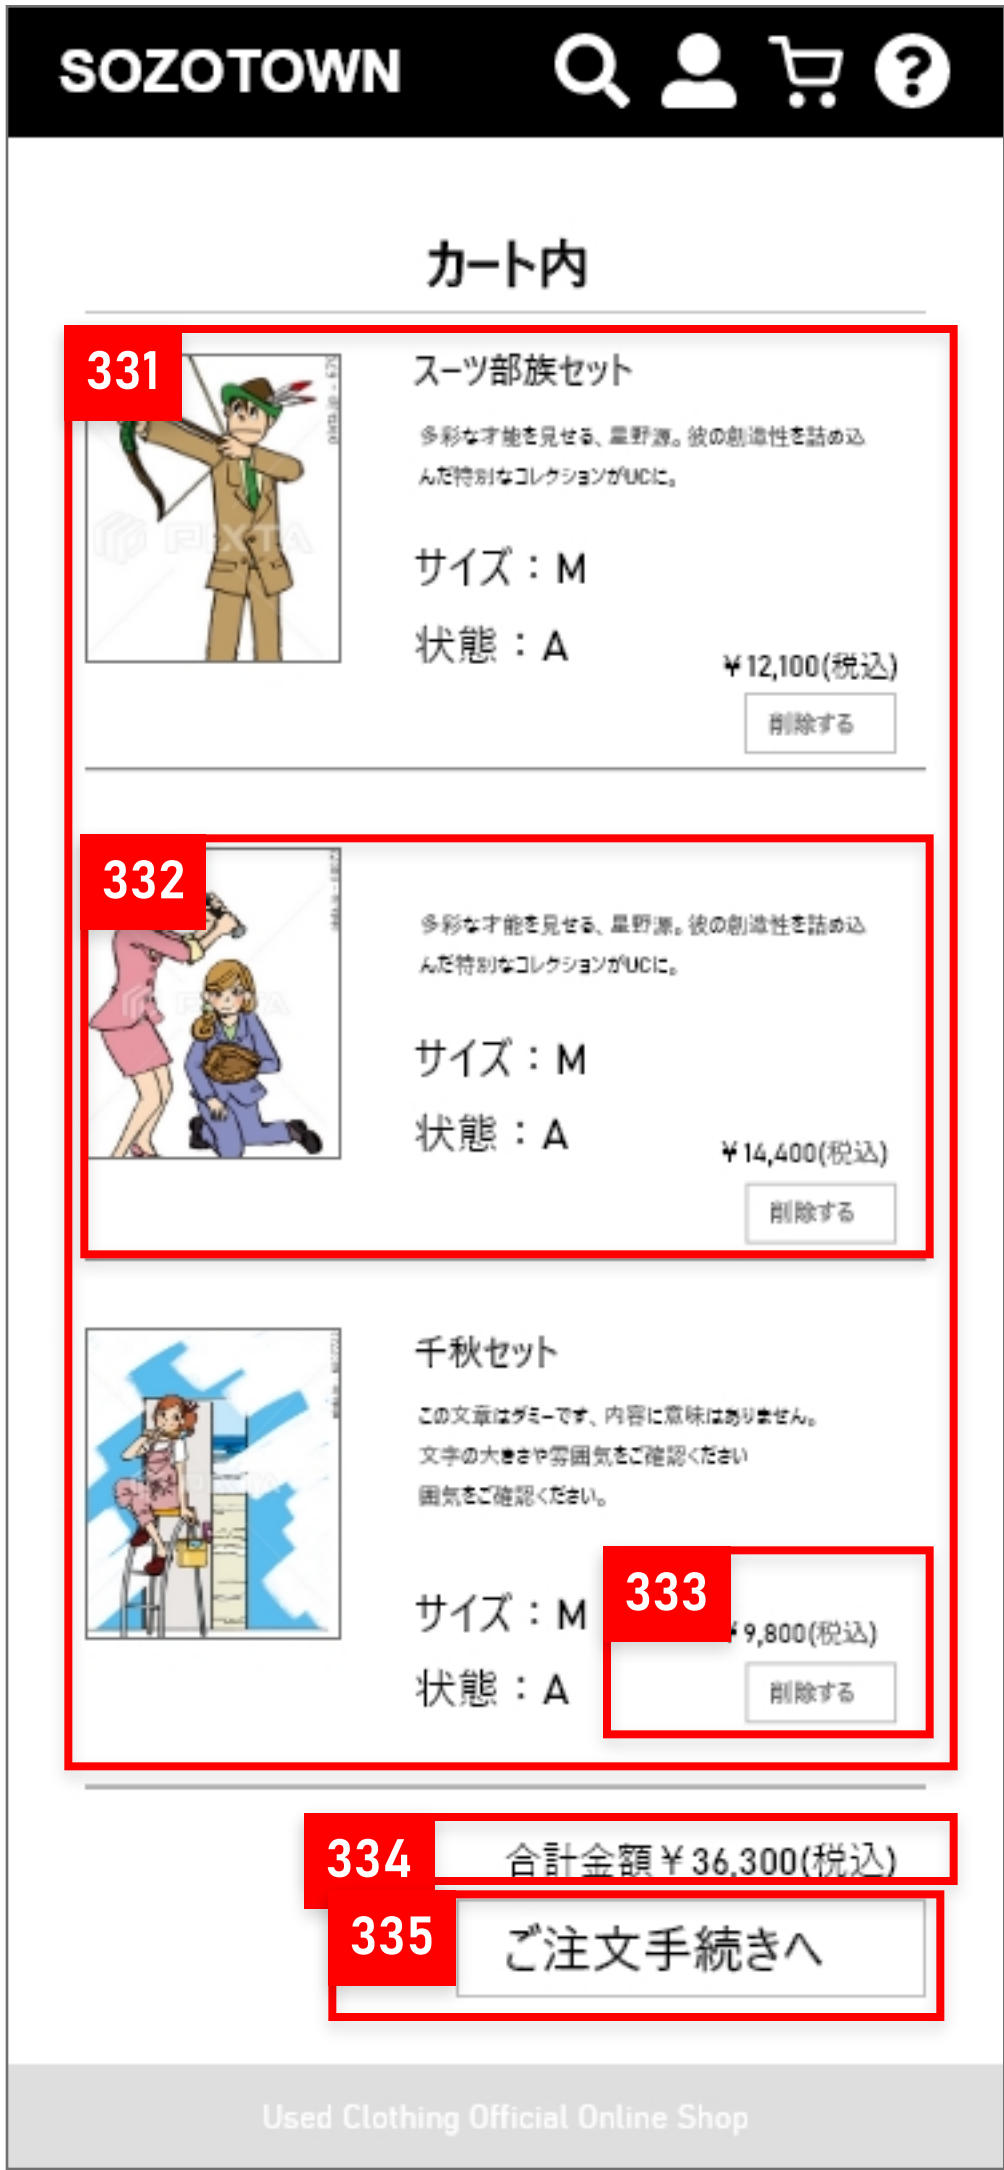 SOZOTOWN
カート内
331
スーツ部族セット
多彩な才能を見せる、星野源。彼の創造性を詰め込
んだ特別なコレクションがUCに。
PIXTA
サイズ：M
状態：A
¥12,100(税込)
削除する
332
多彩な才能を見せる、星野源。彼の創造性を詰め込
んだ特別なコレクションがUCに。
サイズ：M
状態：A
¥14,400(税込)
削除する
千秋セット
この文章はダミーです、内容に意味はありません。
文字の大きさや雰囲気をご確認ください
囲気をご確認ください。
サイズ：M
333
¥9,800(税込)
状態：A
削除する
334
合計金額¥36,300(税込)
335
ご注文手続きへ
Used Clothing Official Online Shop